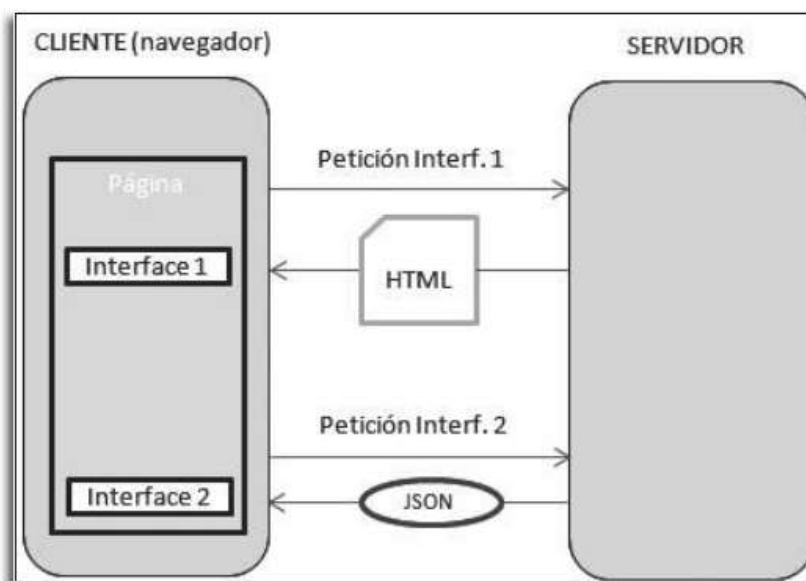 CLIENTE (navegador)
SERVIDOR
Página
Petición Interf. 1
Interface 1
HTML
Petición Interf. 2
Interface 2
JSON